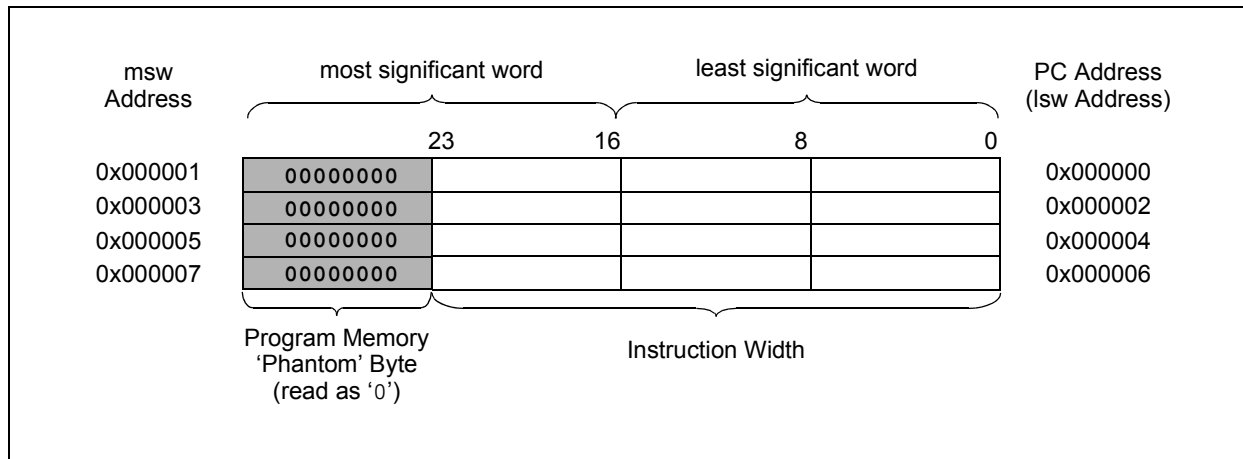 msw
Address
most significant word
least significant word
PC Address
(lsw Address)
23
16
8
0
0x000001
00000000
0x000000
0x000003
00000000
0x000002
0x000005
00000000
0x000004
0x000007
00000000
0x000006
Program Memory
‘Phantom’ Byte
(read as ‘0’)
Instruction Width